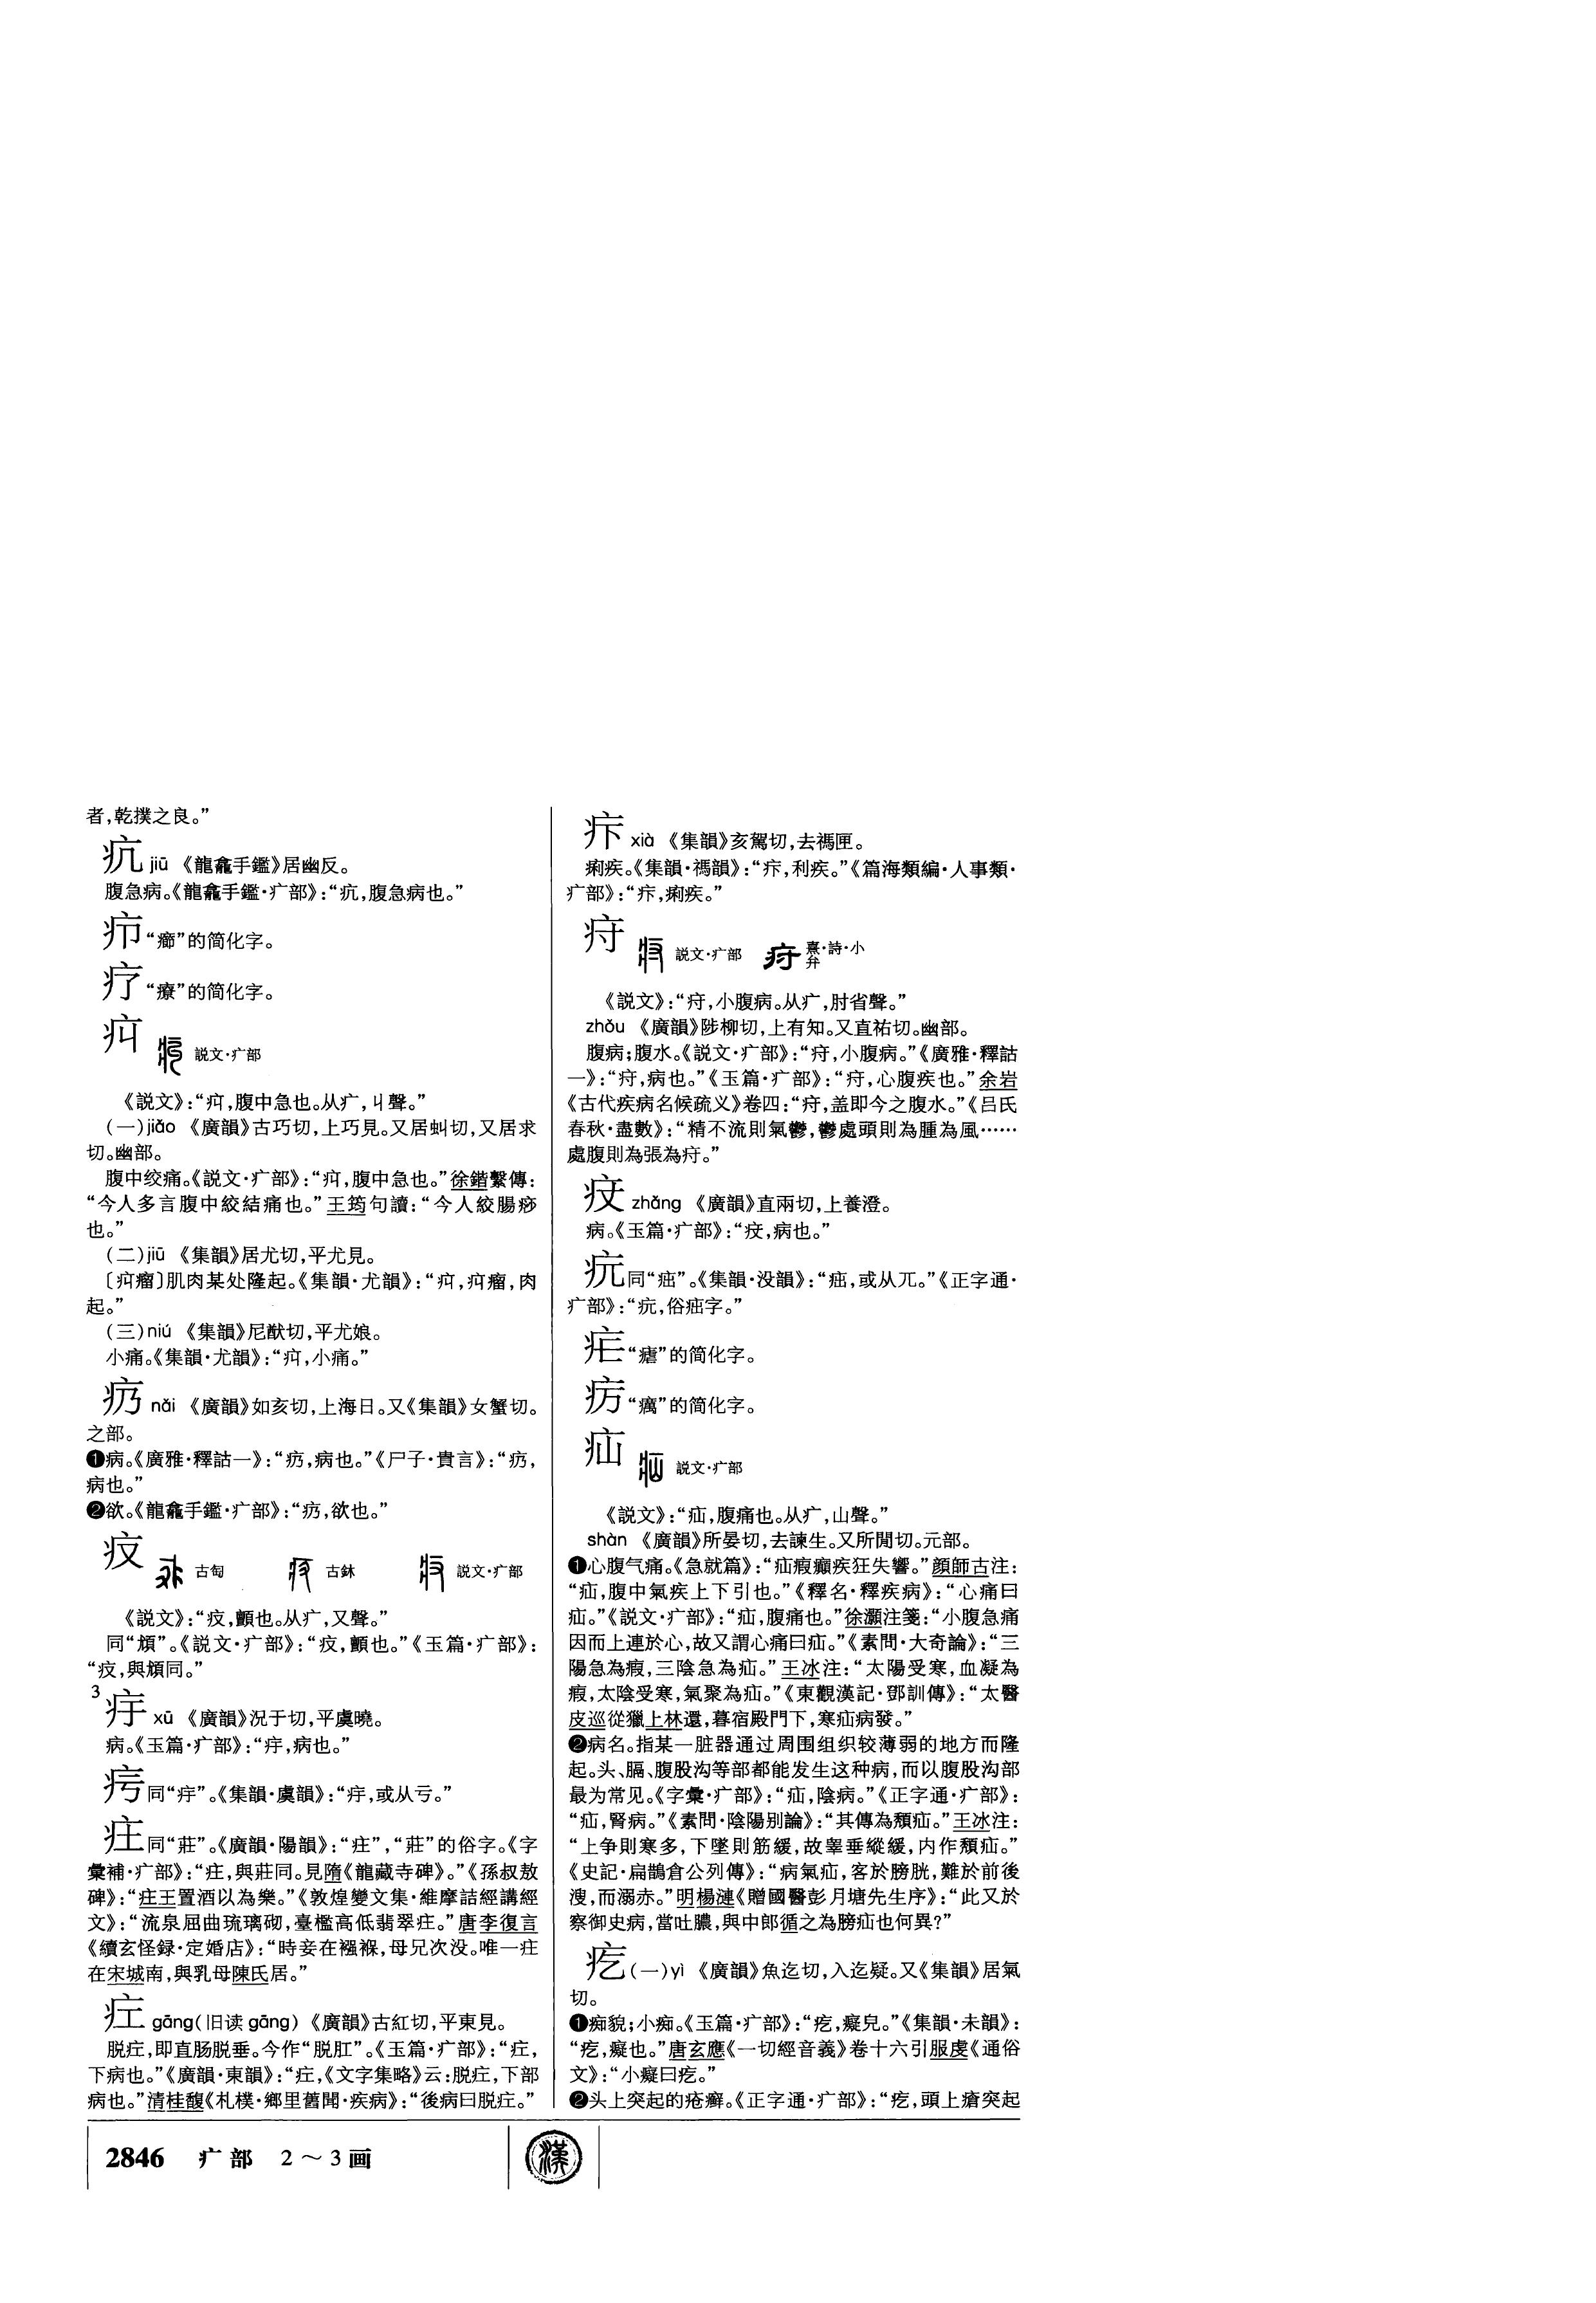 者，乾撲之良。”
jiū 《龍龕手鑑》居幽反。
腹急病。《龍龕手鑑·疒部》：“，腹急病也。”
疖“癤”的简化字。
疗“療”的简化字。
㽱
説文·疒部
《説文》：“㽱，腹中急也。从疒，丩聲。”
（一）jiǎo 《廣韻》古巧切，上巧見。又居虯切，又居求
切。幽部。
腹中绞痛。《説文·疒部》：“㽱，腹中急也。”徐鍇繫傳：
“今人多言腹中絞結痛也。”王筠句讀：“今人絞腸痧
也。”
（二）jiū 《集韻》居尤切，平尤見。
〔㽱瘤〕肌肉某处隆起。《集韻·尤韻》：“㽱，㽱瘤，肉
起。”
（三）niú 《集韻》尼猷切，平尤娘。
小痛。《集韻·尤韻》：“㽱，小痛。”
疓 nǎi 《廣韻》如亥切，上海日。又《集韻》女蟹切。
之部。
❶病。《廣雅·釋詁一》：“疓，病也。”《尸子·貴言》：“疓，
病也。”
❷欲。《龍龕手鑑·疒部》：“疓，欲也。”
古匋 古鉥 説文·疒部
《説文》：“，顫也。从疒，又聲。”
同“頄”。《説文·疒部》：“，顫也。”《玉篇·疒部》：
“，與頄同。”
3
xū 《廣韻》況于切，平虞曉。
病。《玉篇·疒部》：“，病也。”
疞同“”。《集韻·虞韻》：“，或从亏。”
同“莊”。《廣韻·陽韻》：“”，“莊”的俗字。《字
彙補·疒部》：“，與莊同。見隋《龍藏寺碑》。”《孫叔敖
碑》：“王置酒以為樂。”《敦煌變文集·維摩詰經講經
文》：“流泉屈曲琉璃砌，臺檻高低翡翠。”唐李復言
《續玄怪録·定婚店》：“時妾在襁褓，母兄次没。唯一
在宋城南，與乳母陳氏居。”
疘 gāng（旧读 gāng）《廣韻》古紅切，平東見。
脱疘，即直肠脱垂。今作“脱肛”。《玉篇·疒部》：“疘，
下病也。”《廣韻·東韻》：“疘，《文字集略》云：脱疘，下部
病也。”清桂馥《札樸·鄉里舊聞·疾病》：“後病曰脱疘。”
疜 xià 《集韻》亥駕切，去禡匣。
痢疾。《集韻·禡韻》：“疜，利疾。”《篇海類編·人事類·
疒部》：“疜，痢疾。”
疛
説文·疒部 熹·詩·小弁
《説文》：“疛，小腹病。从疒，肘省聲。”
zhǒu 《廣韻》陟柳切，上有知。又直祐切。幽部。
腹病；腹水。《説文·疒部》：“疛，小腹病。”《廣雅·釋詁
一》：“疛，病也。”《玉篇·疒部》：“疛，心腹疾也。”余岩
《古代疾病名候疏义》卷四：“疛，盖即今之腹水。”《吕氏
春秋·盡數》：“精不流則氣鬱，鬱處頭則為腫為風……
處腹則為張為疛。”
zhǎng 《廣韻》直兩切，上養澄。
病。《玉篇·疒部》：“，病也。”
同“疝”。《集韻·没韻》：“疝，或从兀。”《正字通·
疒部》：“，俗疝字。”
疟“瘧”的简化字。
疠“癘”的简化字。
疝
説文·疒部
《説文》：“疝，腹痛也。从疒，山聲。”
shàn 《廣韻》所晏切，去諫生。又所閒切。元部。
❶心腹气痛。《急就篇》：“疝瘕癲疾狂失響。”顔師古注：
“疝，腹中氣疾上下引也。”《釋名·釋疾病》：“心痛曰
疝。”《説文·疒部》：“疝，腹痛也。”徐灝注箋：“小腹急痛
因而上連於心，故又謂心痛曰疝。”《素問·大奇論》：“三
陽急為瘕，三陰急為疝。”王冰注：“太陽受寒，血凝為
瘕，太陰受寒，氣聚為疝。”《東觀漢記·鄧訓傳》：“太醫
皮巡從獵上林還，暮宿殿門下，寒疝病發。”
❷病名。指某一脏器通过周围组织较薄弱的地方而隆
起。头、膈、腹股沟等部都能发生这种病，而以腹股沟部
最为常见。《字彙·疒部》：“疝，陰病。”《正字通·疒部》：
“疝，腎病。”《素問·陰陽别論》：“其傳為頹疝。”王冰注：
“上争則寒多，下墜則筋緩，故睾垂縱緩，内作頹疝。”
《史記·扁鵲倉公列傳》：“病氣疝，客於膀胱，難於前後
溲，而溺赤。”明楊漣《贈國醫彭月塘先生序》：“此又於
察御史病，當吐膿，與中郎循之為膀疝也何異？”
疙（一）yì 《廣韻》魚迄切，入迄疑。又《集韻》居氣
切。
❶痴貌；小痴。《玉篇·疒部》：“疙，癡皃。”《集韻·未韻》：
“疙，癡也。”唐玄應《一切經音義》卷十六引服虔《通俗
文》：“小癡曰疙。”
❷头上突起的疮癣。《正字通·疒部》：“疙，頭上瘡突起
2846 疒部 2～3画
漢